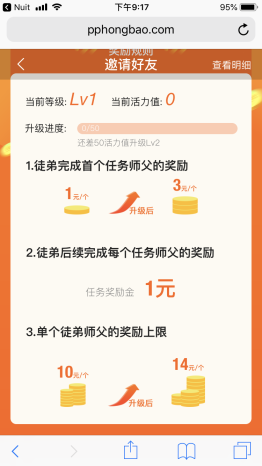 Nuit 下午9:17 95%
pphongbao.com
奖励规则
邀请好友 查看明细
当前等级: Lv1 当前活力值: 0
升级进度: 0/50
还差50活力值升级Lv2
1.徒弟完成首个任务师父的奖励
1元/个 升级后 3元/个
2.徒弟后续完成每个任务师父的奖励
任务奖励金 1元
3.单个徒弟师父的奖励上限
10元/个 升级后 14元/个